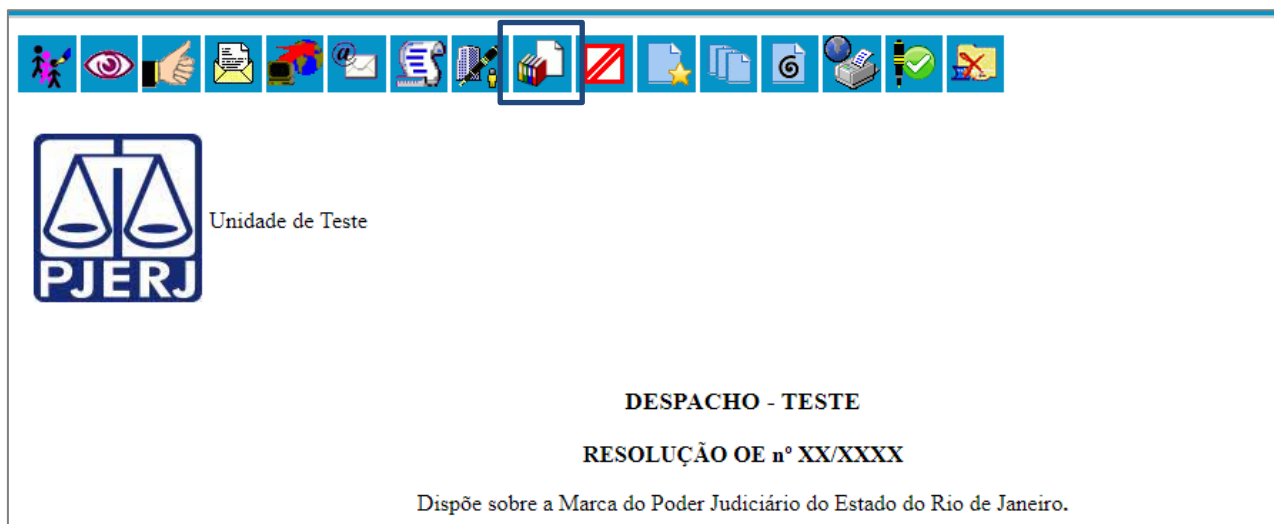 PJERJ
Unidade de Teste
DESPACHO - TESTE
RESOLUÇÃO OE nº XX/XXXX
Dispõe sobre a Marca do Poder Judiciário do Estado do Rio de Janeiro.